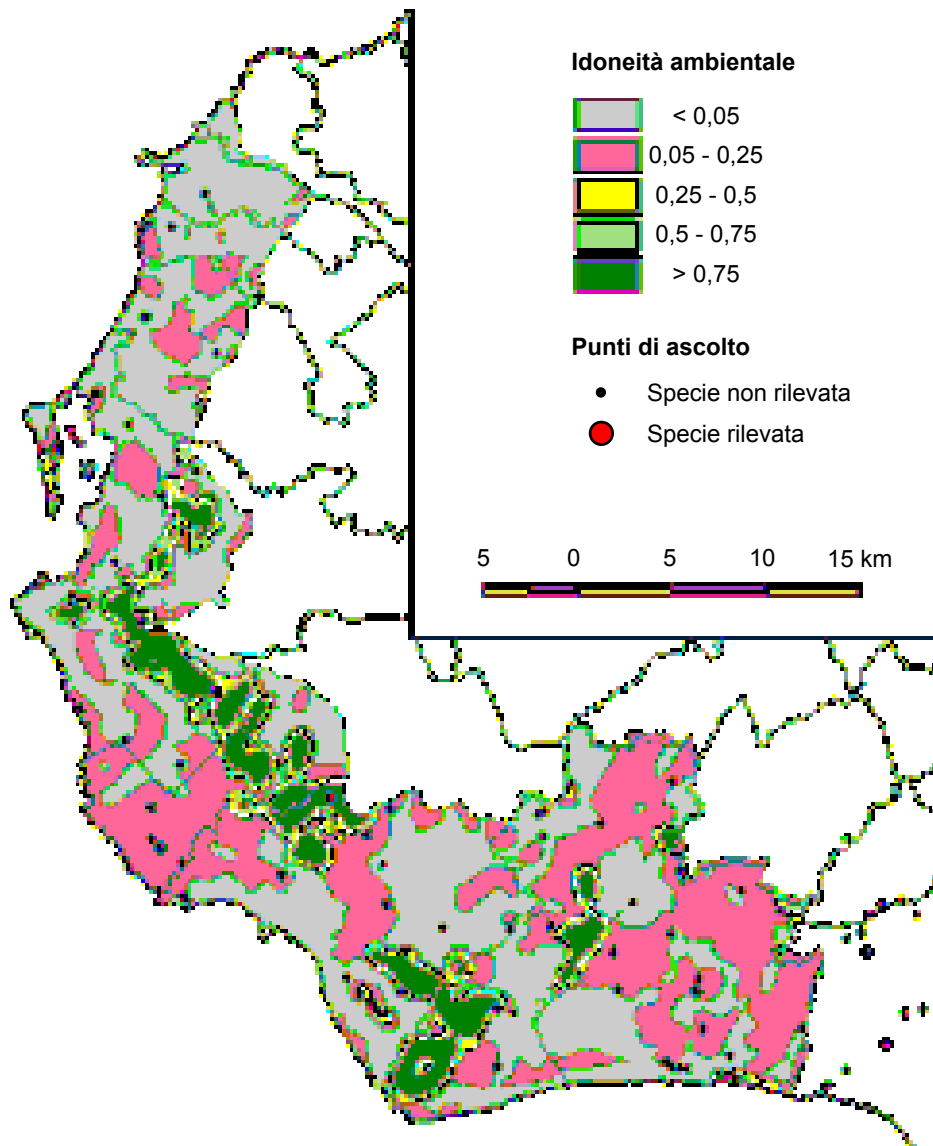 Idoneità ambientale
< 0,05
0,05 - 0,25
0,25 - 0,5
0,5 - 0,75
> 0,75
Punti di ascolto
Specie non rilevata
Specie rilevata
5 0 5 10 15 km